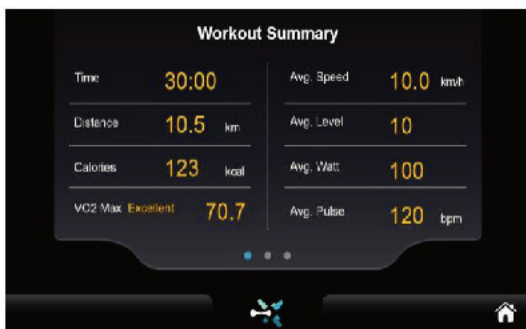 Workout Summary
Time 30:00
Avg. Speed 10.0 km/h
Distance 10.5 km
Avg. Level 10
Calories 123 kcal
Avg. Watt 100
VO2 Max Excellent 70.7
Avg. Pulse 120 bpm